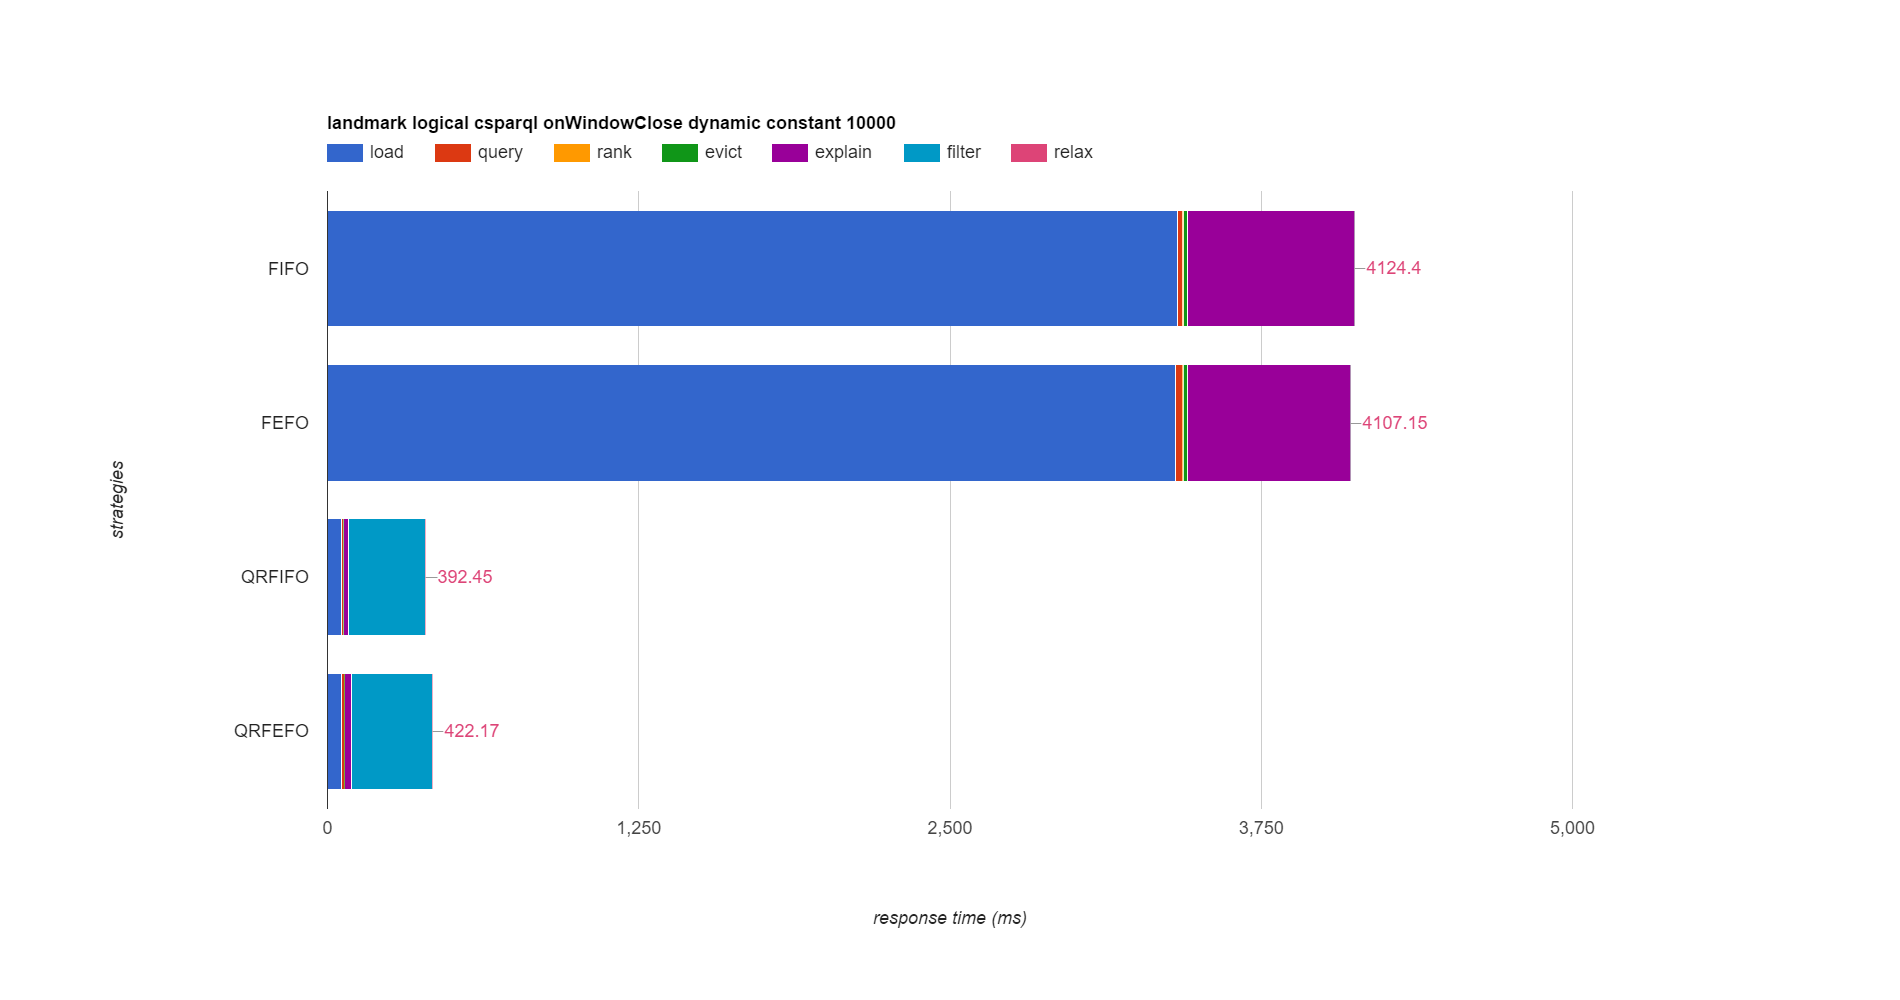 landmark logical csparql onWindowClose dynamic constant 10000
load query rank evict explain filter relax
FIFO 4124.4
FEFO 4107.15
QRFIFO 392.45
QRFEFO 422.17
strategies
0 1,250 2,500 3,750 5,000
response time (ms)